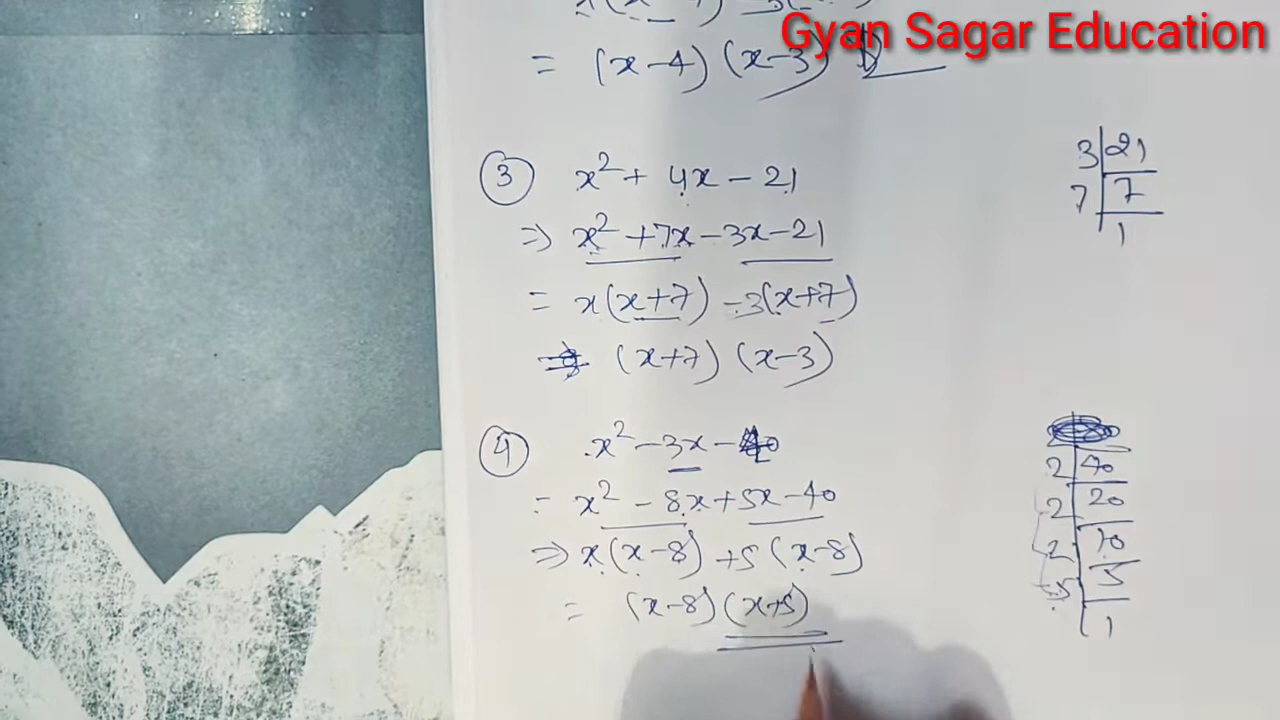 Gyan Sagar Education
= (x-4) (x-3)
③ x² + 4x - 21
⇒ x² +7x - 3x - 21
= x(x+7) - 3(x+7)
(x+7) (x-3)
④ x² - 3x - 40
= x² - 8x + 5x - 40
⇒ x(x-8) +5 (x-8)
= (x-8) (x+5)
3 | 21
7 | 7
1
2 | 40
2 | 20
2 | 10
5 | 5
1